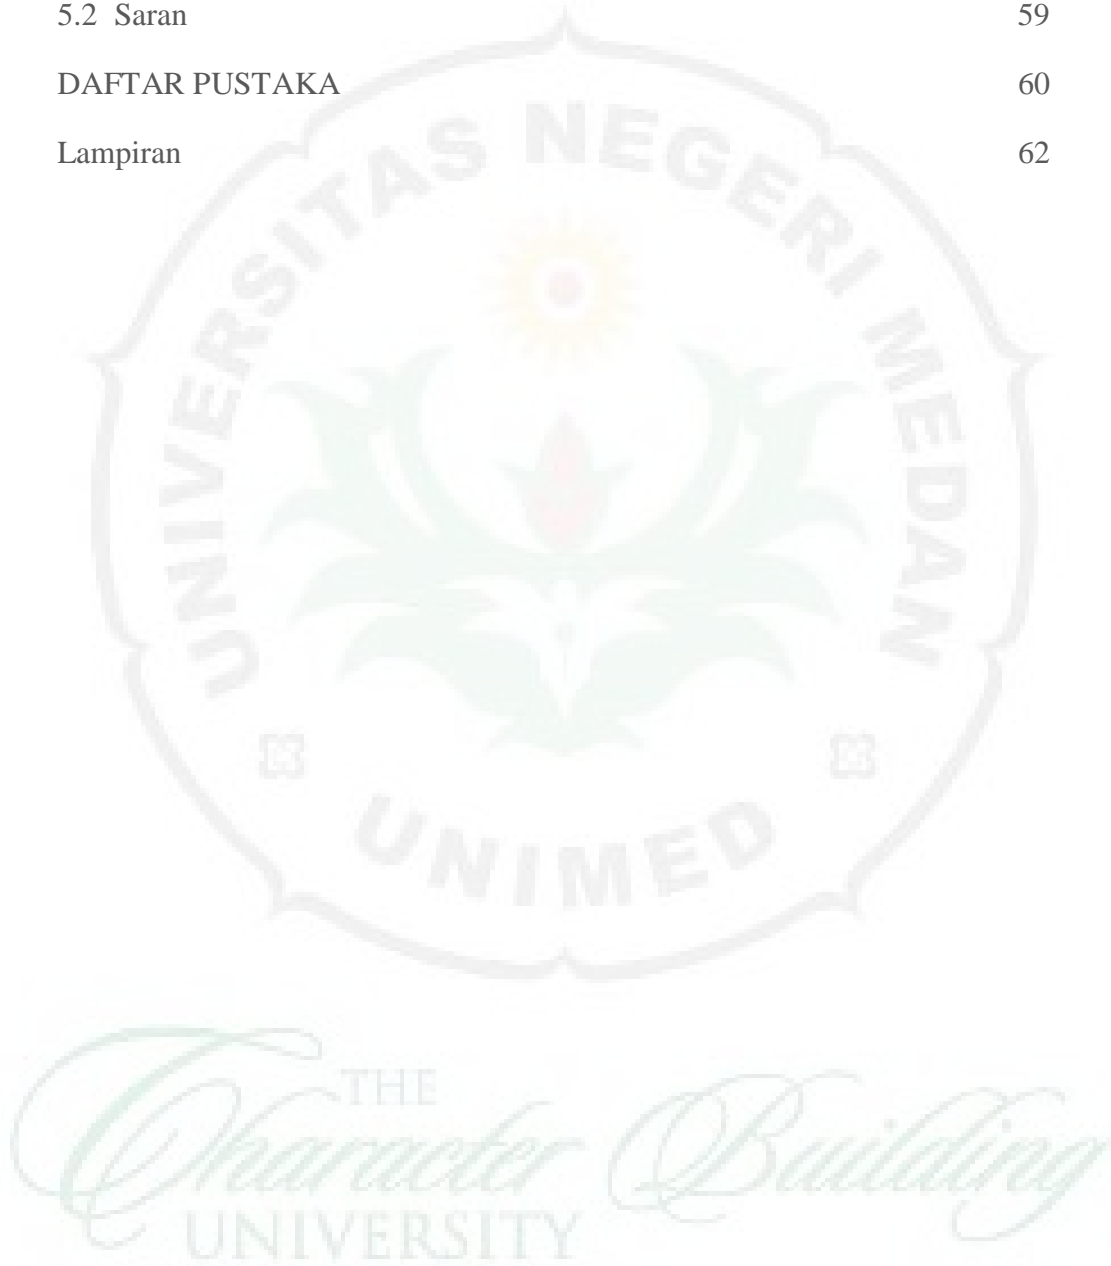 5.2 Saran 59
DAFTAR PUSTAKA 60
Lampiran 62
UNIVERSITAS NEGERI MEDAN
UNIMED
THE
Character Building
UNIVERSITY